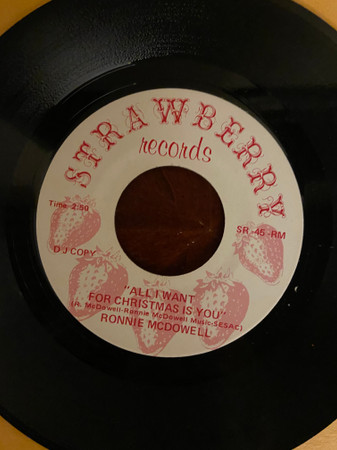 STRAWBERRY
records
Time 2:50
SR-45-RM
D J COPY
"ALL I WANT
FOR CHRISTMAS IS YOU"
(R. McDowell-Ronnie McDowell Music-SESAC)
RONNIE MCDOWELL